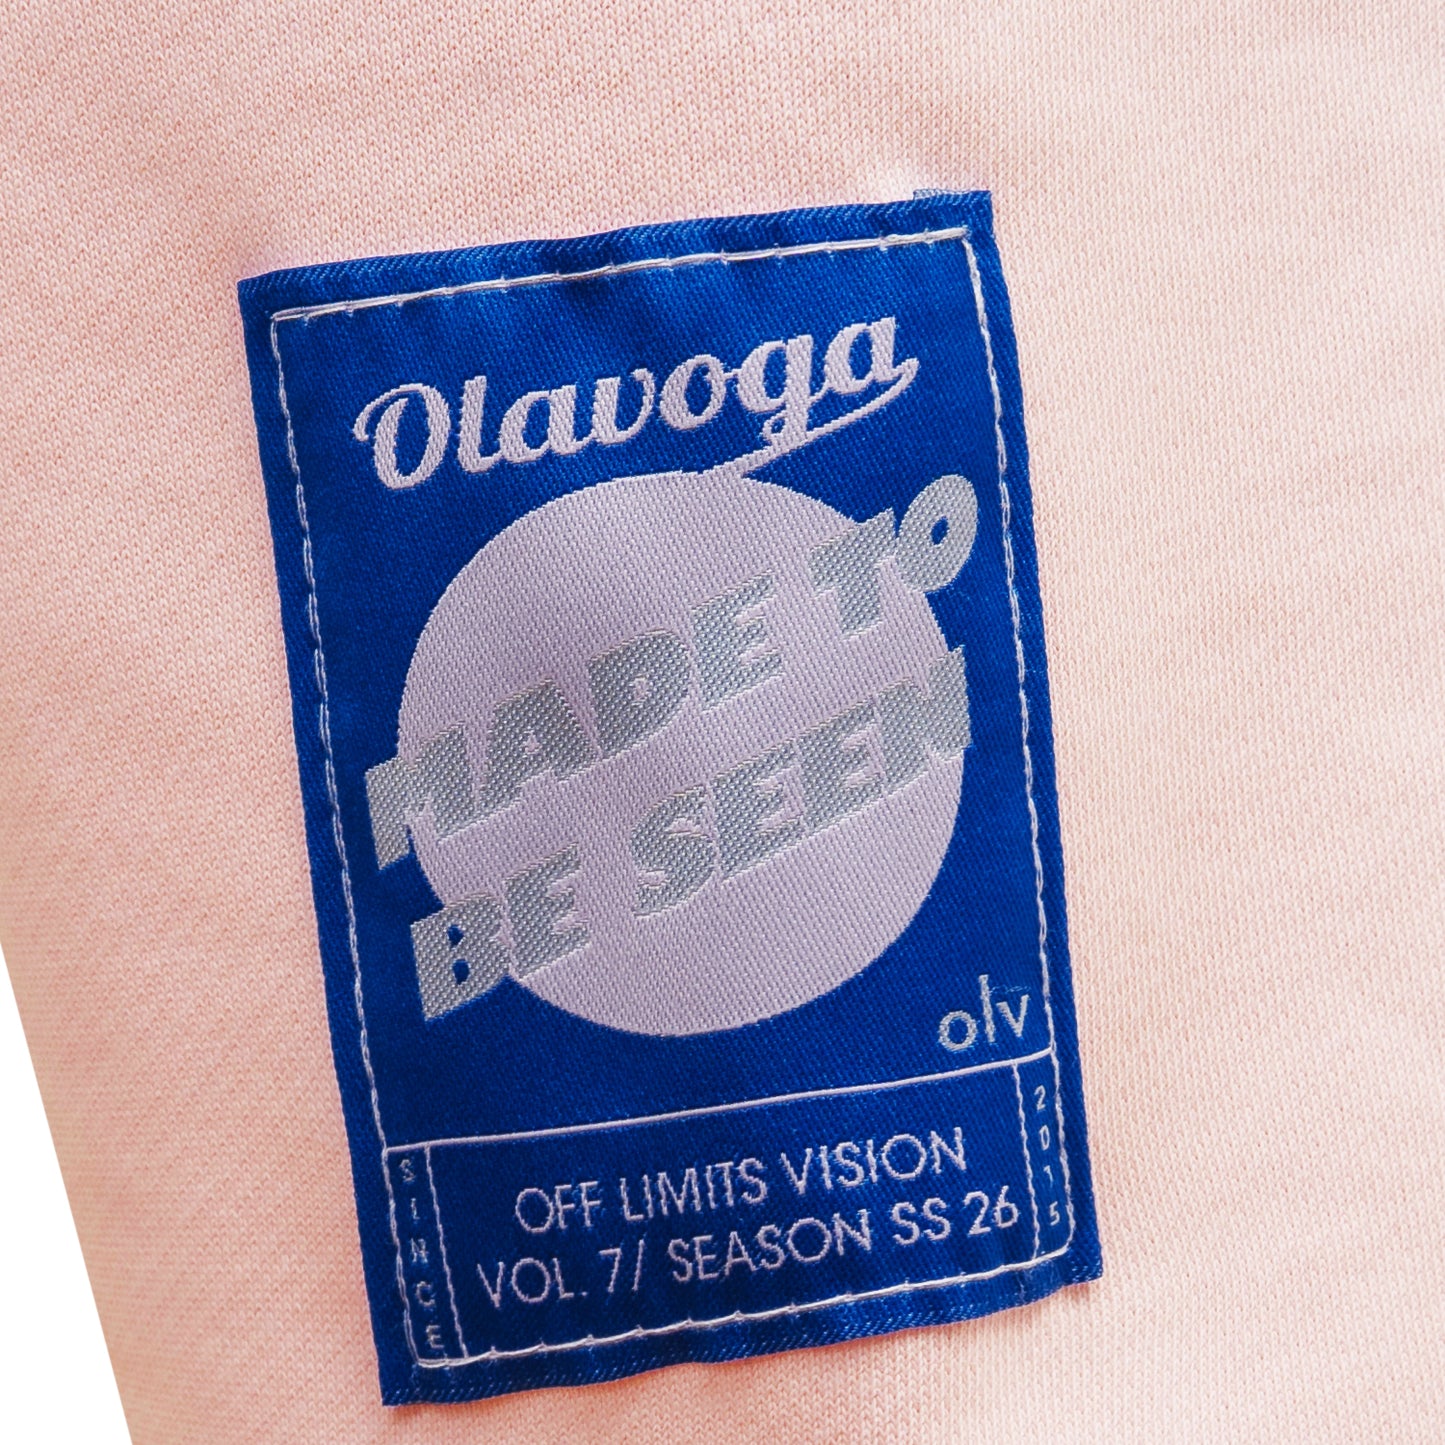 Olavoga
MADE TO
BE SEEN
olv
SINCE
OFF LIMITS VISION
VOL. 7/ SEASON SS 26
2015